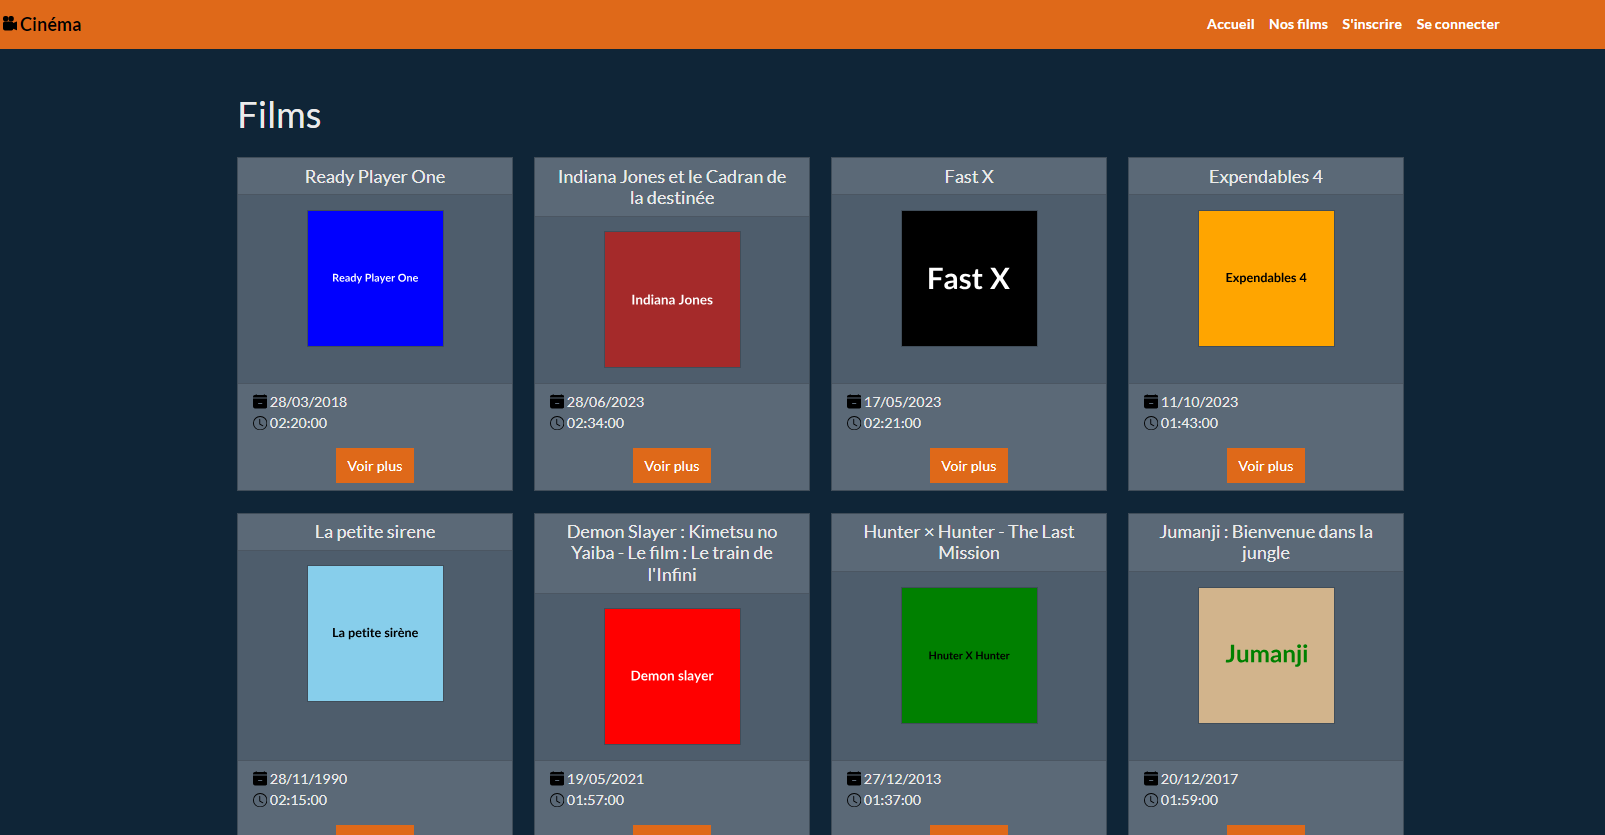 Cinéma
Accueil Nos films S'inscrire Se connecter
Films
Ready Player One
Ready Player One
28/03/2018
02:20:00
Voir plus
Indiana Jones et le Cadran de
la destinée
Indiana Jones
28/06/2023
02:34:00
Voir plus
Fast X
Fast X
17/05/2023
02:21:00
Voir plus
Expendables 4
Expendables 4
11/10/2023
01:43:00
Voir plus
La petite sirene
La petite sirène
28/11/1990
02:15:00
Demon Slayer : Kimetsu no
Yaiba - Le film : Le train de
l'Infini
Demon slayer
19/05/2021
01:57:00
Hunter × Hunter - The Last
Mission
Hnuter X Hunter
27/12/2013
01:37:00
Jumanji : Bienvenue dans la
jungle
Jumanji
20/12/2017
01:59:00